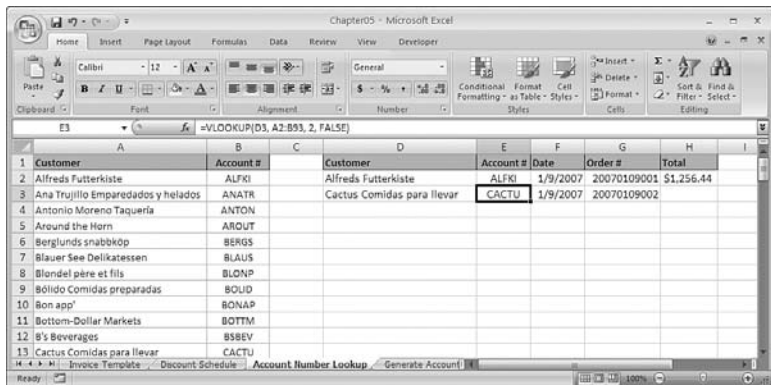 Chapter05 - Microsoft Excel
Home Insert Page Layout Formulas Data Review View Developer
Paste
Calibri 12 A A
B I U A
General
$ % ,
Conditional Formatting Format as Table Cell Styles
Insert
Delete
Format
Σ
Sort & Filter Find & Select
Clipboard Font Alignment Number Styles Cells Editing
E3 fx =VLOOKUP(D3, A2:B93, 2, FALSE)
A B C D E F G H I
1 Customer Account # Customer Account # Date Order # Total
2 Alfreds Futterkiste ALFKI Alfreds Futterkiste ALFKI 1/9/2007 20070109001 $1,256.44
3 Ana Trujillo Emparedados y helados ANATR Cactus Comidas para llevar CACTU 1/9/2007 20070109002
4 Antonio Moreno Taquería ANTON
5 Around the Horn AROUT
6 Berglunds snabbköp BERGS
7 Blauer See Delikatessen BLAUS
8 Blondel père et fils BLONP
9 Bólido Comidas preparadas BOLID
10 Bon app' BONAP
11 Bottom-Dollar Markets BOTTM
12 B's Beverages BSBEV
13 Cactus Comidas para llevar CACTU
Invoice Template Discount Schedule Account Number Lookup Generate Account
Ready 100%